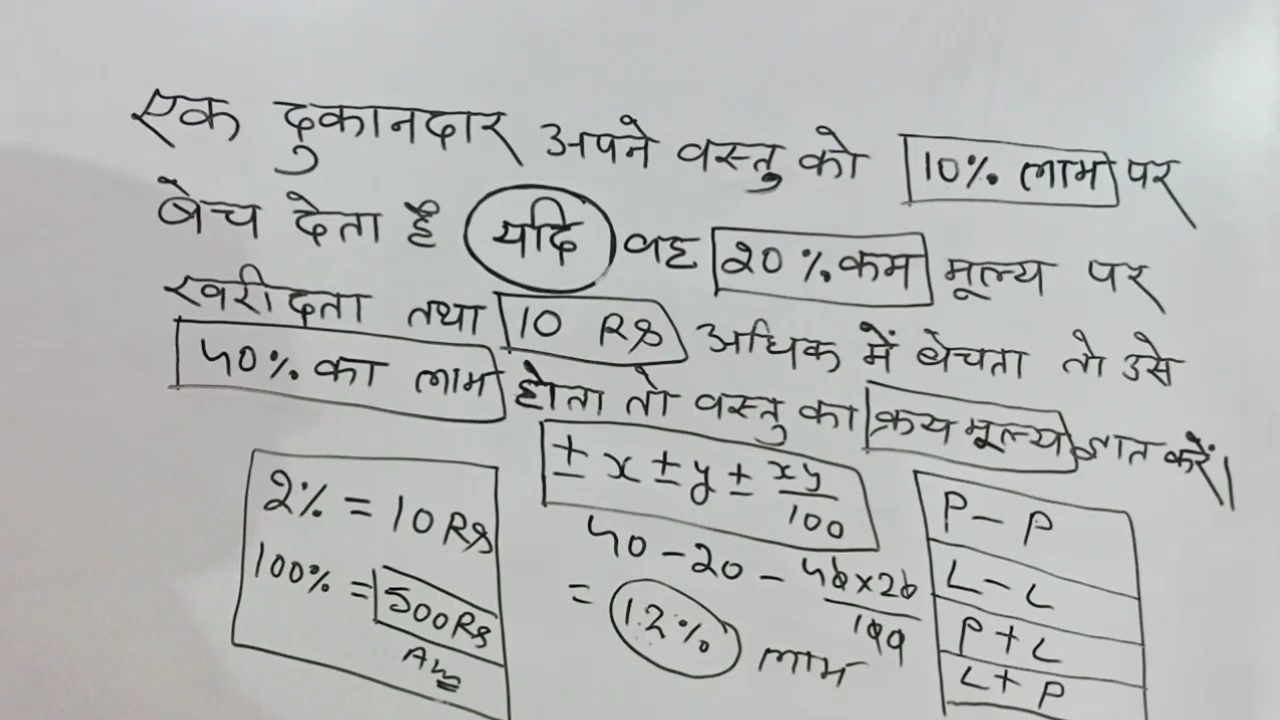 एक दुकानदार अपने वस्तु को 10% लाभ पर
बेच देता है यदि वह 20% कम मूल्य पर
खरीदता तथा 10 RS अधिक में बेचता तो उसे
40% का लाभ होता तो वस्तु का क्रय मूल्य ज्ञात करें।
± x ± y ± xy/100
40 - 20 - 40×20/100
= 12% लाभ
2% = 10 RS
100% = 500 RS
Ans
P - P
L - L
P + L
L + P